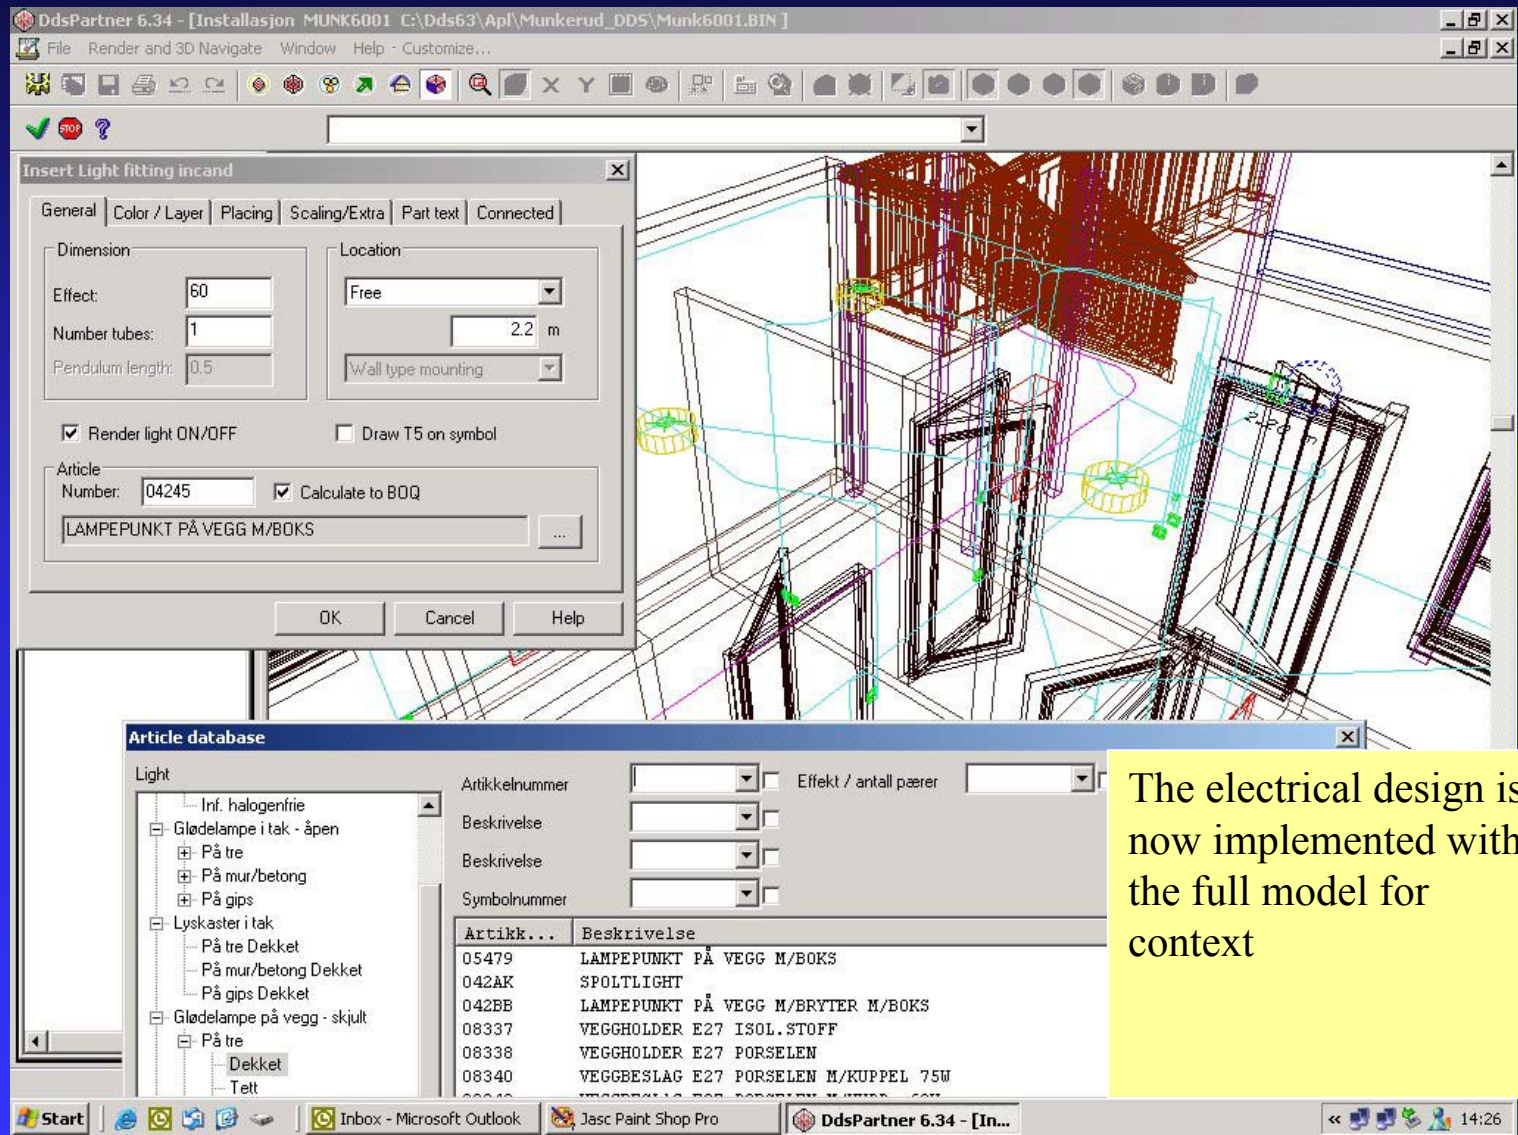 DdsPartner 6.34 - [Installasjon MUNK6001 C:\Dds63\Apl\Munkerud_DDS\Munk6001.BIN ]
File Render and 3D Navigate Window Help - Customize...
STOP
Insert Light fitting incand
General Color / Layer Placing Scaling/Extra Part text Connected
Dimension
Effect: 60
Number tubes: 1
Pendulum length: 0.5
Location
Free
2.2 m
Wall type mounting
Render light ON/OFF
Draw T5 on symbol
Article
Number: 04245
Calculate to BOQ
LAMPEPUNKT PÅ VEGG M/BOKS
...
OK Cancel Help
2.20 m
Article database
Light
Inf. halogenfrie
Glødelampe i tak - åpen
På tre
På mur/betong
På gips
Lyskaster i tak
På tre Dekket
På mur/betong Dekket
På gips Dekket
Glødelampe på vegg - skjult
På tre
Dekket
Tett
Artikkelnummer
Effekt / antall pærer
Beskrivelse
Beskrivelse
Symbolnummer
Artikk... Beskrivelse
05479 LAMPEPUNKT PÅ VEGG M/BOKS
042AK SPOLTLIGHT
042BB LAMPEPUNKT PÅ VEGG M/BRYTER M/BOKS
08337 VEGGHOLDER E27 ISOL.STOFF
08338 VEGGHOLDER E27 PORSELEN
08340 VEGGBESLAG E27 PORSELEN M/KUPPEL 75W
The electrical design is
now implemented with
the full model for
context
Start Inbox - Microsoft Outlook Jasc Paint Shop Pro DdsPartner 6.34 - [In... « 14:26